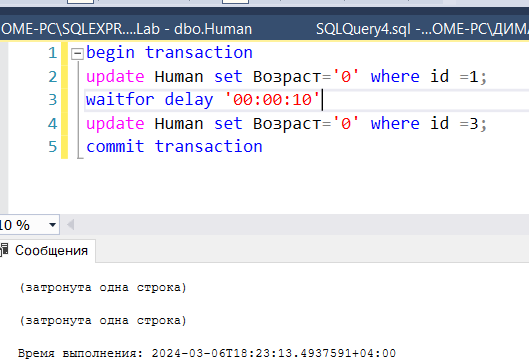 OME-PC\SQLEXPR....Lab - dbo.Human
SQLQuery4.sql -...OME-PC\ДИМА
1 begin transaction
2 update Human set Возраст='0' where id =1;
3 waitfor delay '00:00:10'
4 update Human set Возраст='0' where id =3;
5 commit transaction
10 %
Сообщения
(затронута одна строка)
(затронута одна строка)
Время выполнения: 2024-03-06T18:23:13.4937591+04:00